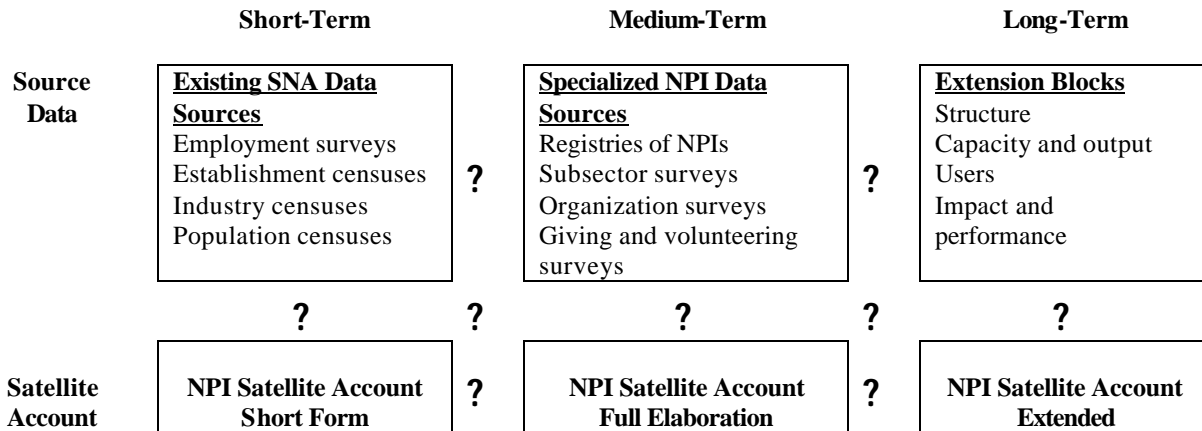 Short-Term Medium-Term Long-Term
Source Data
Existing SNA Data
Sources
Employment surveys
Establishment censuses
Industry censuses
Population censuses
?
Specialized NPI Data
Sources
Registries of NPIs
Subsector surveys
Organization surveys
Giving and volunteering
surveys
?
Extension Blocks
Structure
Capacity and output
Users
Impact and
performance
? ? ? ? ?
Satellite
Account
NPI Satellite Account
Short Form
?
NPI Satellite Account
Full Elaboration
?
NPI Satellite Account
Extended